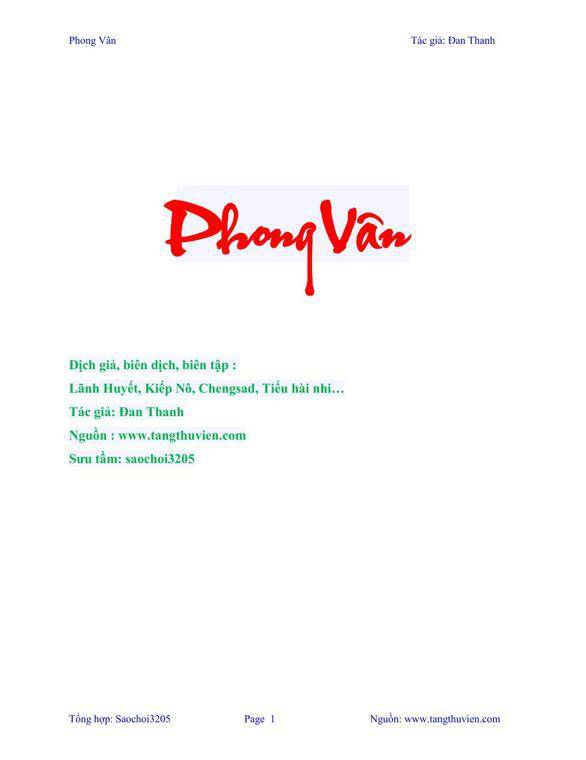 Phong Vân Tác giả: Đan Thanh
Phong Vân
Dịch giả, biên dịch, biên tập :
Lãnh Huyết, Kiếp Nô, Chengsad, Tiểu hài nhi…
Tác giả: Đan Thanh
Nguồn : www.tangthuvien.com
Sưu tầm: saochoi3205
Tổng hợp: Saochoi3205 Page 1 Nguồn: www.tangthuvien.com